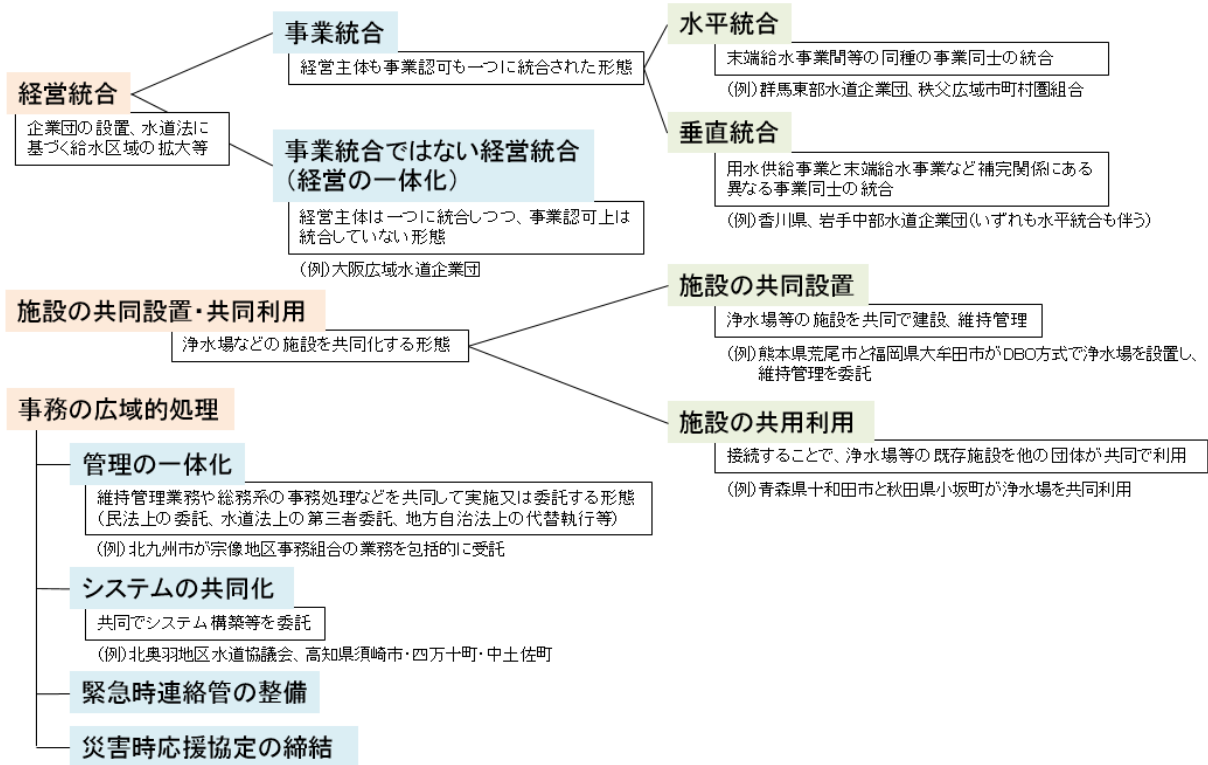 経営統合
企業団の設置、水道法に
基づく給水区域の拡大等
事業統合
経営主体も事業認可も一つに統合された形態
水平統合
末端給水事業間等の同種の事業同士の統合
(例)群馬東部水道企業団、秩父広域市町村圏組合
垂直統合
用水供給事業と末端給水事業など補完関係にある
異なる事業同士の統合
(例)香川県、岩手中部水道企業団(いずれも水平統合も伴う)
事業統合ではない経営統合
(経営の一体化)
経営主体は一つに統合しつつ、事業認可上は
統合していない形態
(例)大阪広域水道企業団
施設の共同設置・共同利用
浄水場などの施設を共同化する形態
施設の共同設置
浄水場等の施設を共同で建設、維持管理
(例)熊本県荒尾市と福岡県大牟田市がDBO方式で浄水場を設置し、
維持管理を委託
施設の共用利用
接続することで、浄水場等の既存施設を他の団体が共同で利用
(例)青森県十和田市と秋田県小坂町が浄水場を共同利用
事務の広域的処理
管理の一体化
維持管理業務や総務系の事務処理などを共同して実施又は委託する形態
(民法上の委託、水道法上の第三者委託、地方自治法上の代替執行等)
(例)北九州市が宗像地区事務組合の業務を包括的に受託
システムの共同化
共同でシステム構築等を委託
(例)北奥羽地区水道協議会、高知県須崎市・四万十町・中土佐町
緊急時連絡管の整備
災害時応援協定の締結